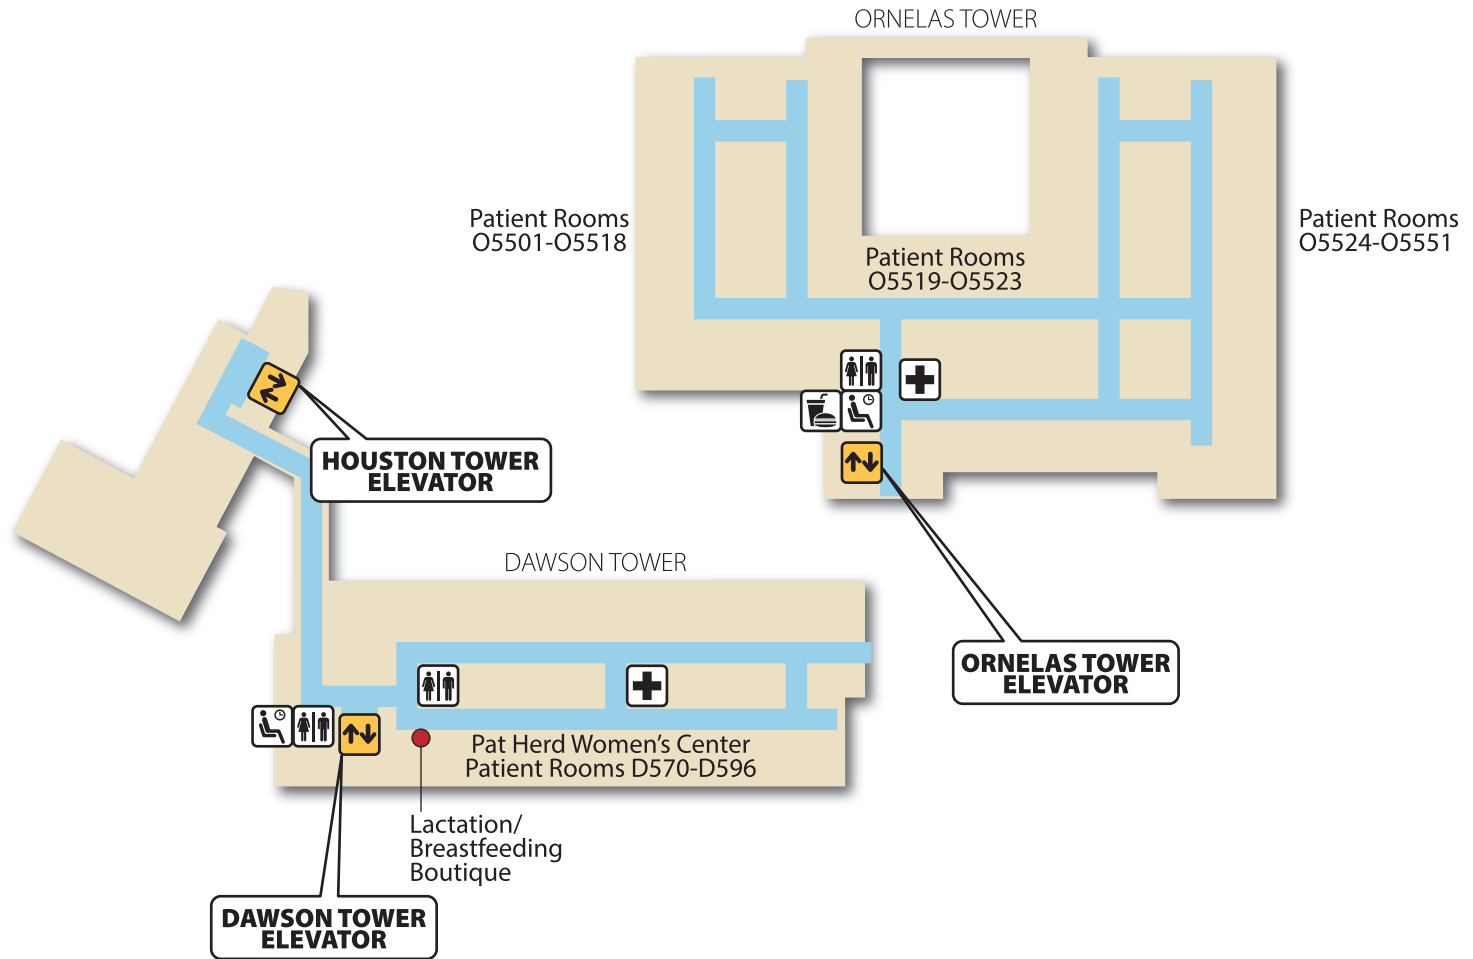 ORNELAS TOWER
Patient Rooms
O5501-O5518
Patient Rooms
O5519-O5523
Patient Rooms
O5524-O5551
HOUSTON TOWER
ELEVATOR
DAWSON TOWER
ORNELAS TOWER
ELEVATOR
Pat Herd Women’s Center
Patient Rooms D570-D596
Lactation/
Breastfeeding
Boutique
DAWSON TOWER
ELEVATOR